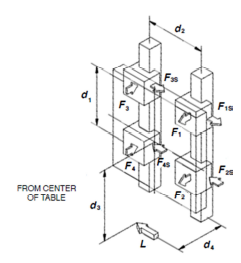 d2
d1
F3S
F3
F1
F1S
F4
F4S
F2
F2S
FROM CENTER
OF TABLE
d3
L
d4